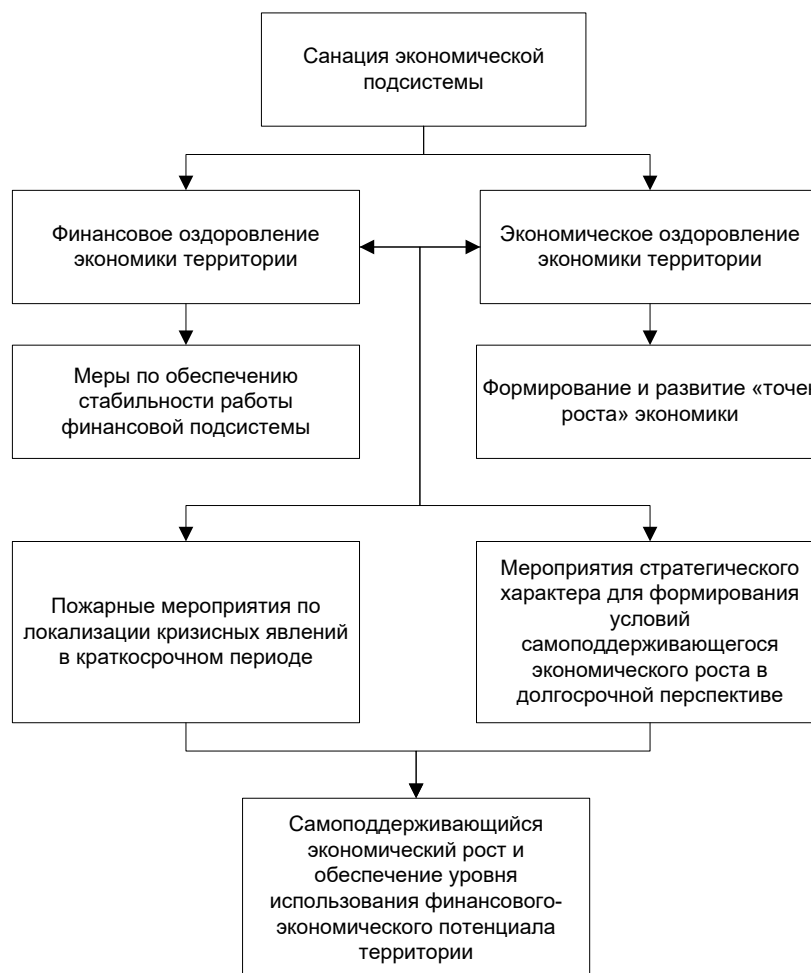 Санация экономической
подсистемы
Финансовое оздоровление
экономики территории
Экономическое оздоровление
экономики территории
Меры по обеспечению
стабильности работы
финансовой подсистемы
Формирование и развитие «точек
роста» экономики
Пожарные мероприятия по
локализации кризисных явлений
в краткосрочном периоде
Мероприятия стратегического
характера для формирования
условий
самоподдерживающегося
экономического роста в
долгосрочной перспективе
Самоподдерживающийся
экономический рост и
обеспечение уровня
использования финансового-
экономического потенциала
территории